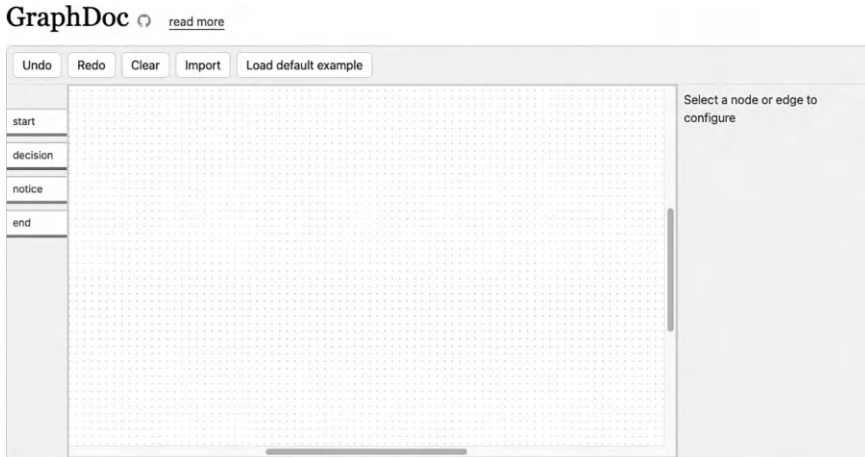 GraphDoc read more
Undo Redo Clear Import Load default example
Select a node or edge to
configure
start
decision
notice
end